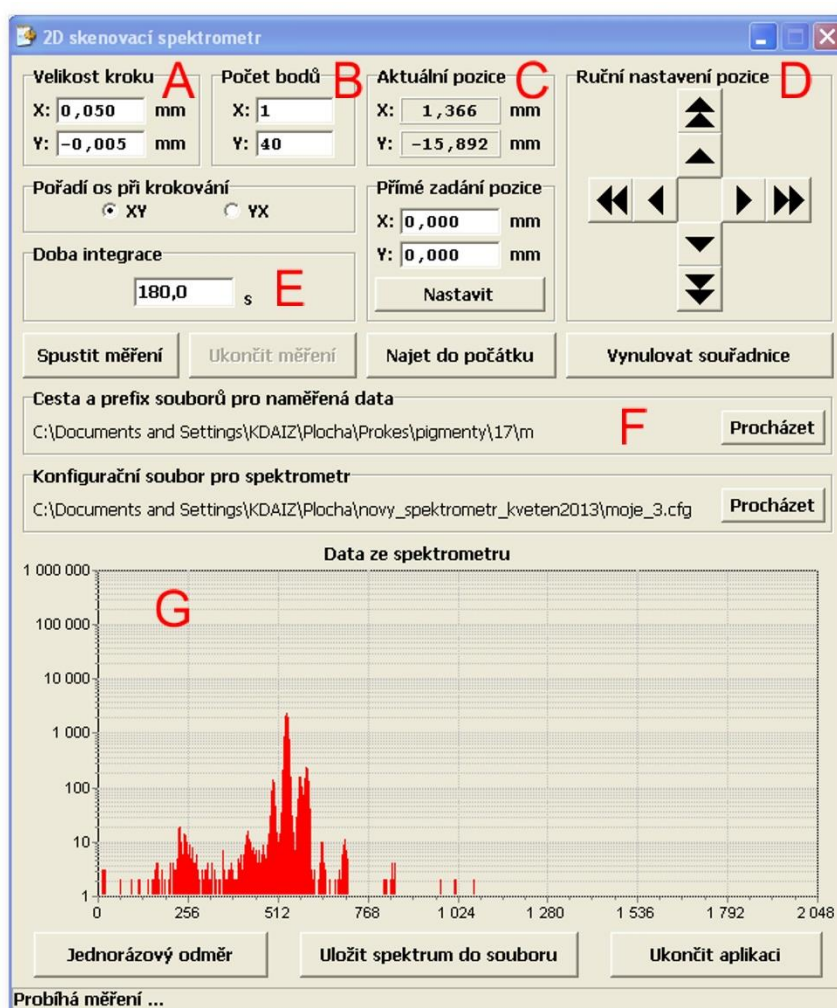 2D skenovací spektrometr
Velikost kroku A
X: 0,050 mm
Y: -0,005 mm
Počet bodů B
X: 1
Y: 40
Aktuální pozice C
X: 1,366 mm
Y: -15,892 mm
Ruční nastavení pozice D
Pořadí os při krokování
XY YX
Přímé zadání pozice
X: 0,000 mm
Y: 0,000 mm
Nastavit
Doba integrace
180,0 s E
Spustit měření Ukončit měření Najet do počátku Vynulovat souřadnice
Cesta a prefix souborů pro naměřená data
C:\Documents and Settings\KDAIZ\Plocha\Prokes\pigmenty\17\m F Procházet
Konfigurační soubor pro spektrometr
C:\Documents and Settings\KDAIZ\Plocha\novy_spektrometr_kveten2013\moje_3.cfg Procházet
Data ze spektrometru
G
1 000 000
100 000
10 000
1 000
100
10
1
0 256 512 768 1 024 1 280 1 536 1 792 2 048
Jednorázový odměr Uložit spektrum do souboru Ukončit aplikaci
Probíhá měření ...